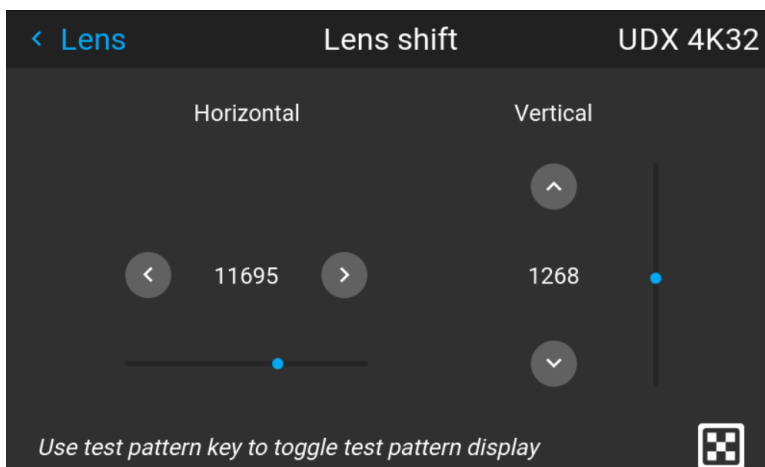 Lens Lens shift UDX 4K32
Horizontal Vertical
11695 1268
Use test pattern key to toggle test pattern display